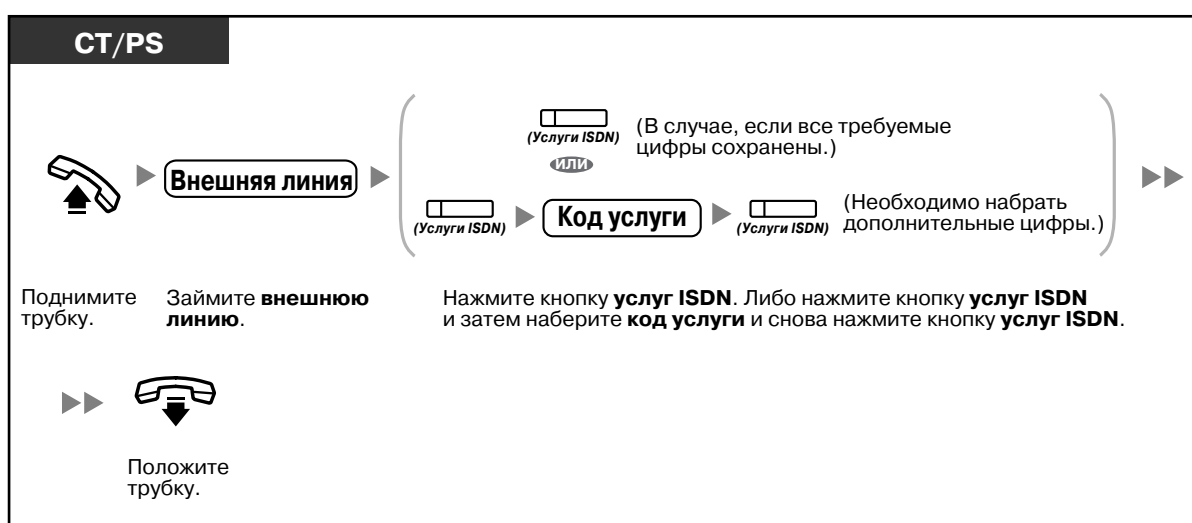 CT/PS
(Услуги ISDN)
(В случае, если все требуемые
цифры сохранены.)
ИЛИ
Внешняя линия
(Услуги ISDN)
Код услуги
(Услуги ISDN)
(Необходимо набрать
дополнительные цифры.)
Поднимите
трубку.
Займите внешнюю
линию.
Нажмите кнопку услуг ISDN. Либо нажмите кнопку услуг ISDN
и затем наберите код услуги и снова нажмите кнопку услуг ISDN.
Положите
трубку.